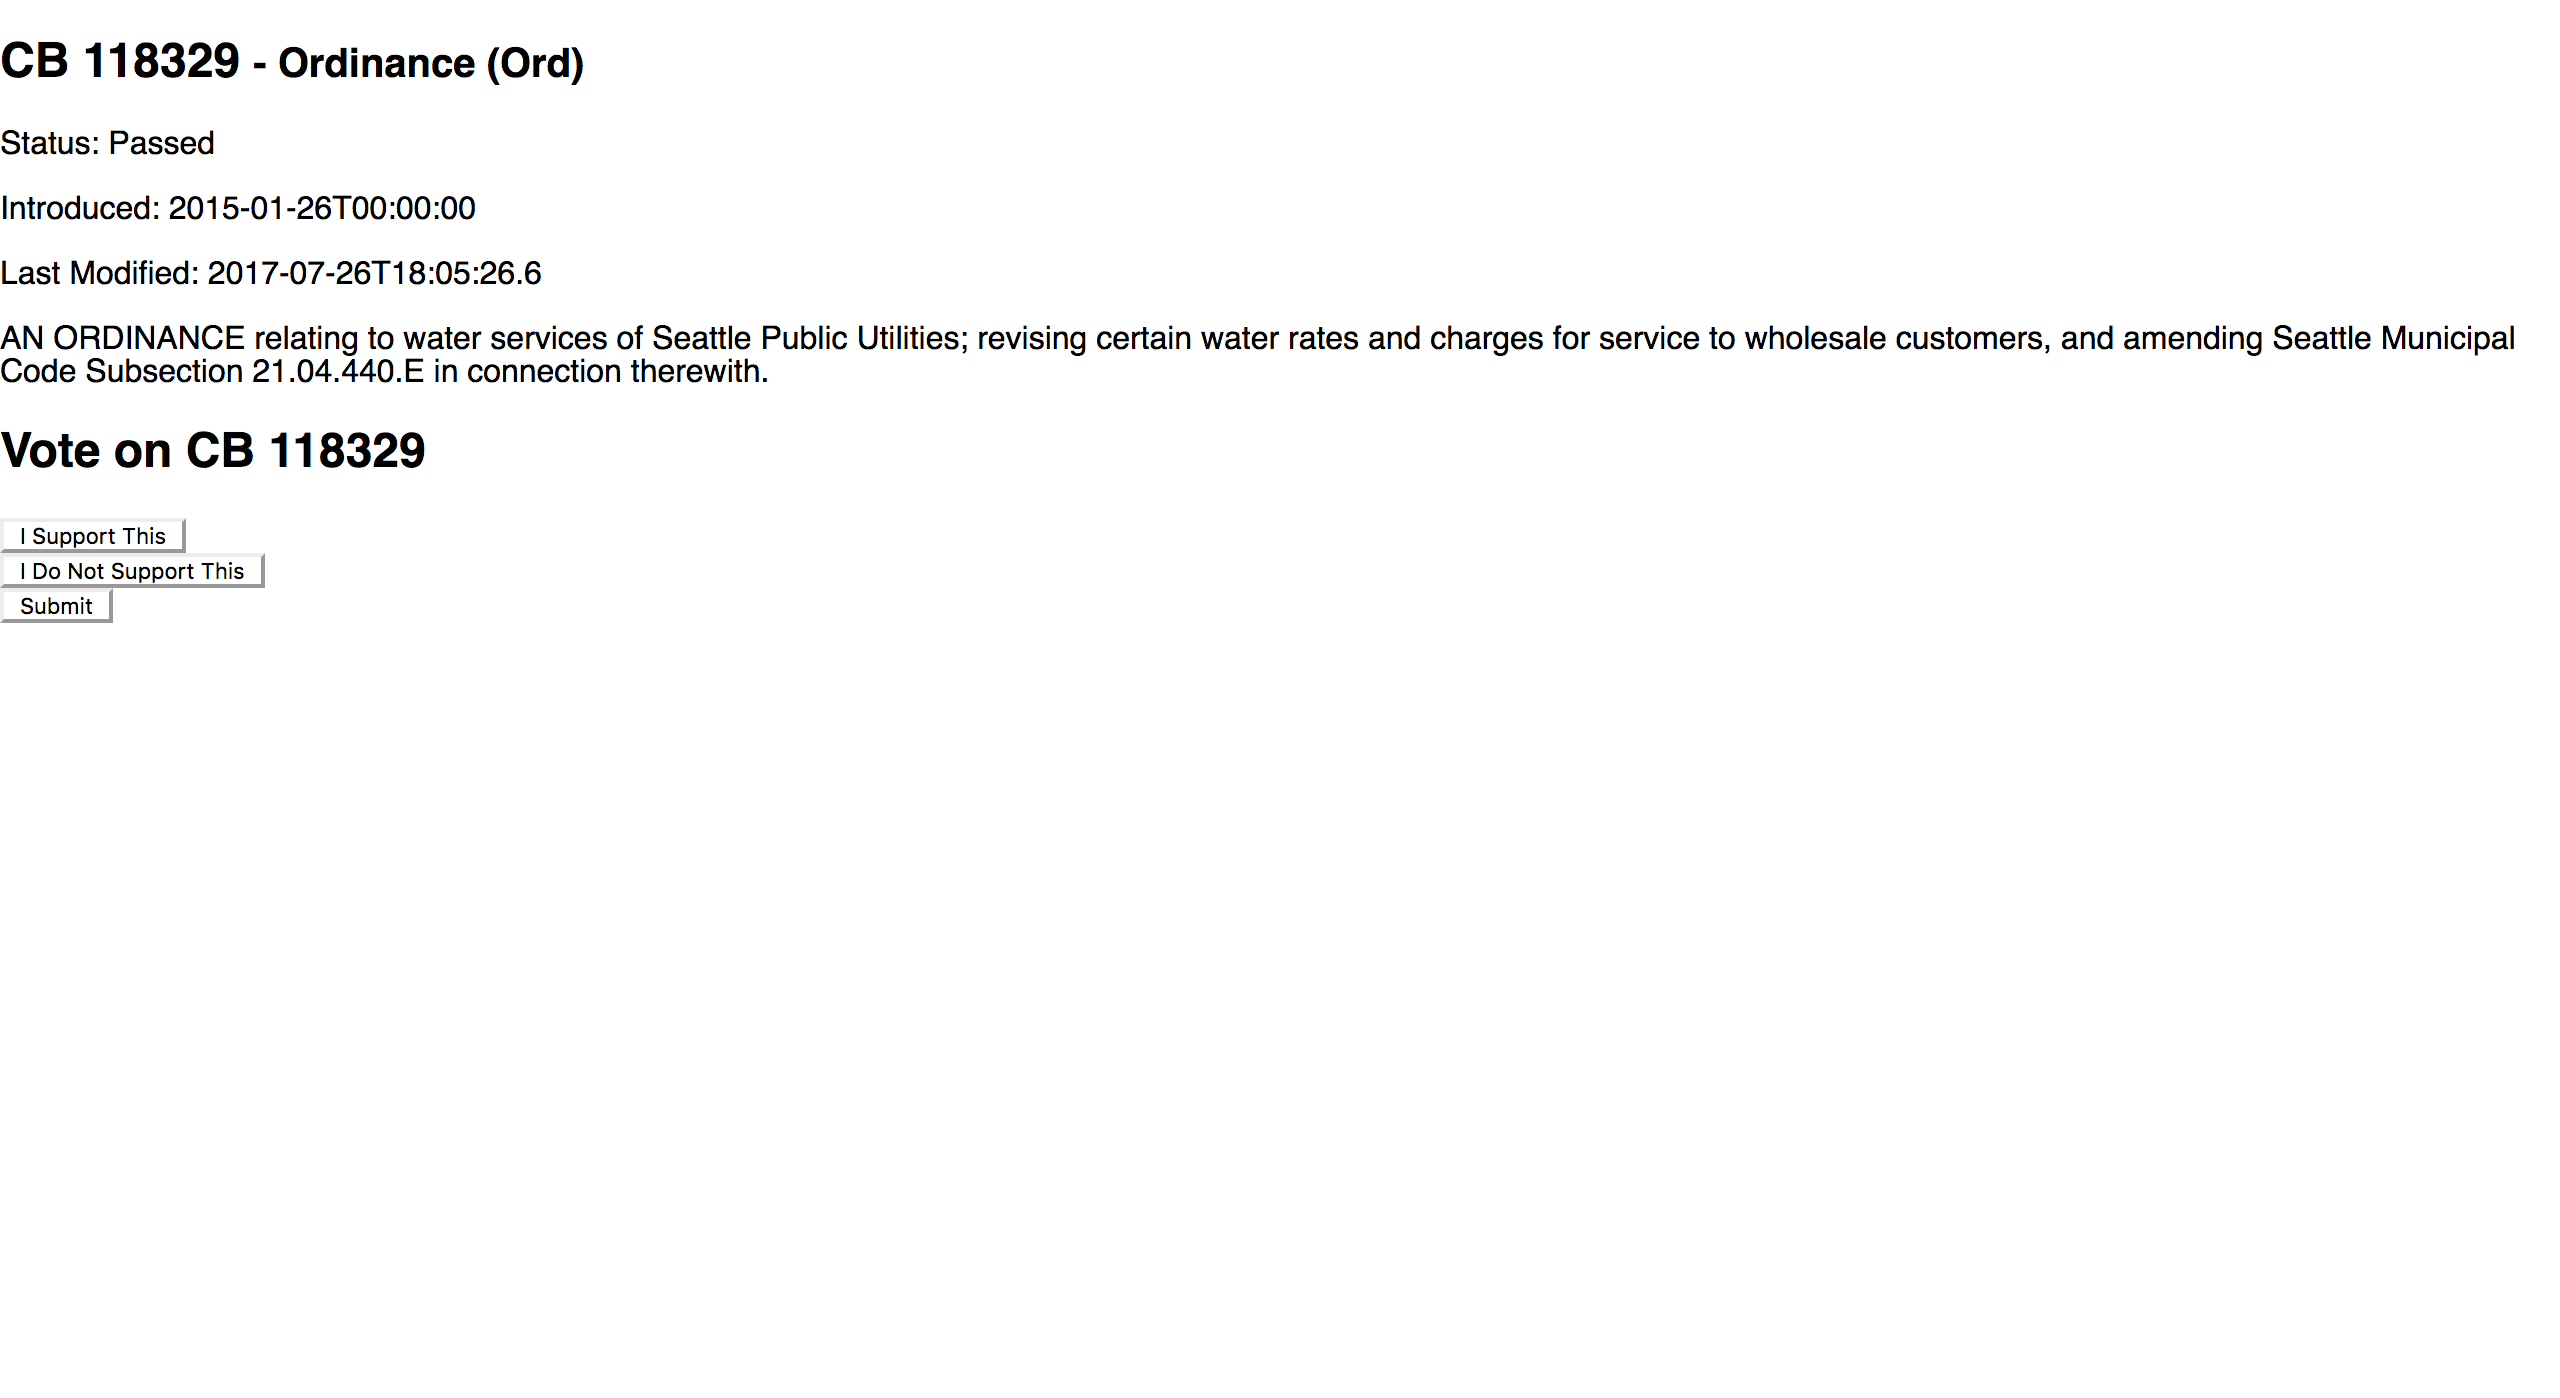 CB 118329 - Ordinance (Ord)
Status: Passed
Introduced: 2015-01-26T00:00:00
Last Modified: 2017-07-26T18:05:26.6
AN ORDINANCE relating to water services of Seattle Public Utilities; revising certain water rates and charges for service to wholesale customers, and amending Seattle Municipal
Code Subsection 21.04.440.E in connection therewith.
Vote on CB 118329
I Support This
I Do Not Support This
Submit